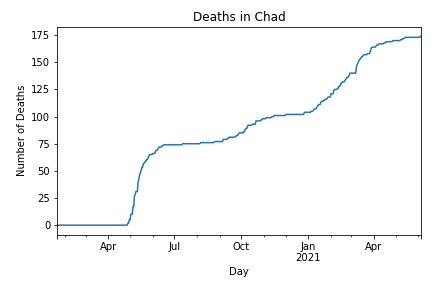 Deaths in Chad
Number of Deaths
175
150
125
100
75
50
25
0
Apr
Jul
Oct
Jan
2021
Apr
Day